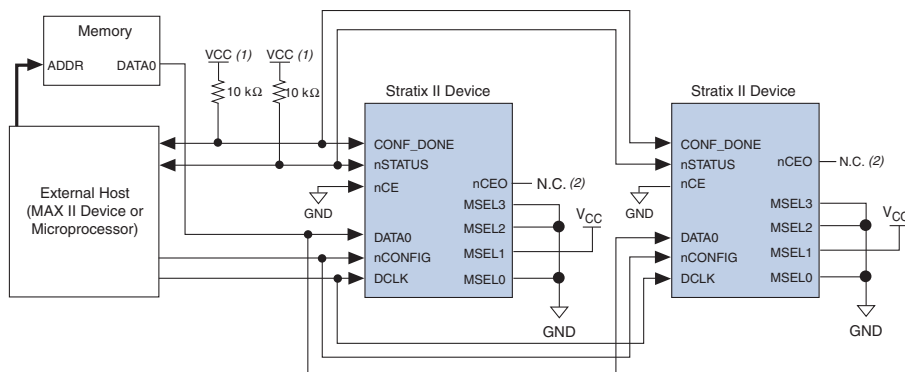 Memory
ADDR
DATA0
VCC (1)
VCC (1)
10 kΩ
10 kΩ
External Host
(MAX II Device or
Microprocessor)
Stratix II Device
CONF_DONE
nSTATUS
nCE
GND
DATA0
nCONFIG
DCLK
nCEO
N.C. (2)
MSEL3
MSEL2
MSEL1
MSEL0
VCC
GND
Stratix II Device
CONF_DONE
nSTATUS
nCE
GND
DATA0
nCONFIG
DCLK
nCEO
N.C. (2)
MSEL3
MSEL2
MSEL1
MSEL0
VCC
GND